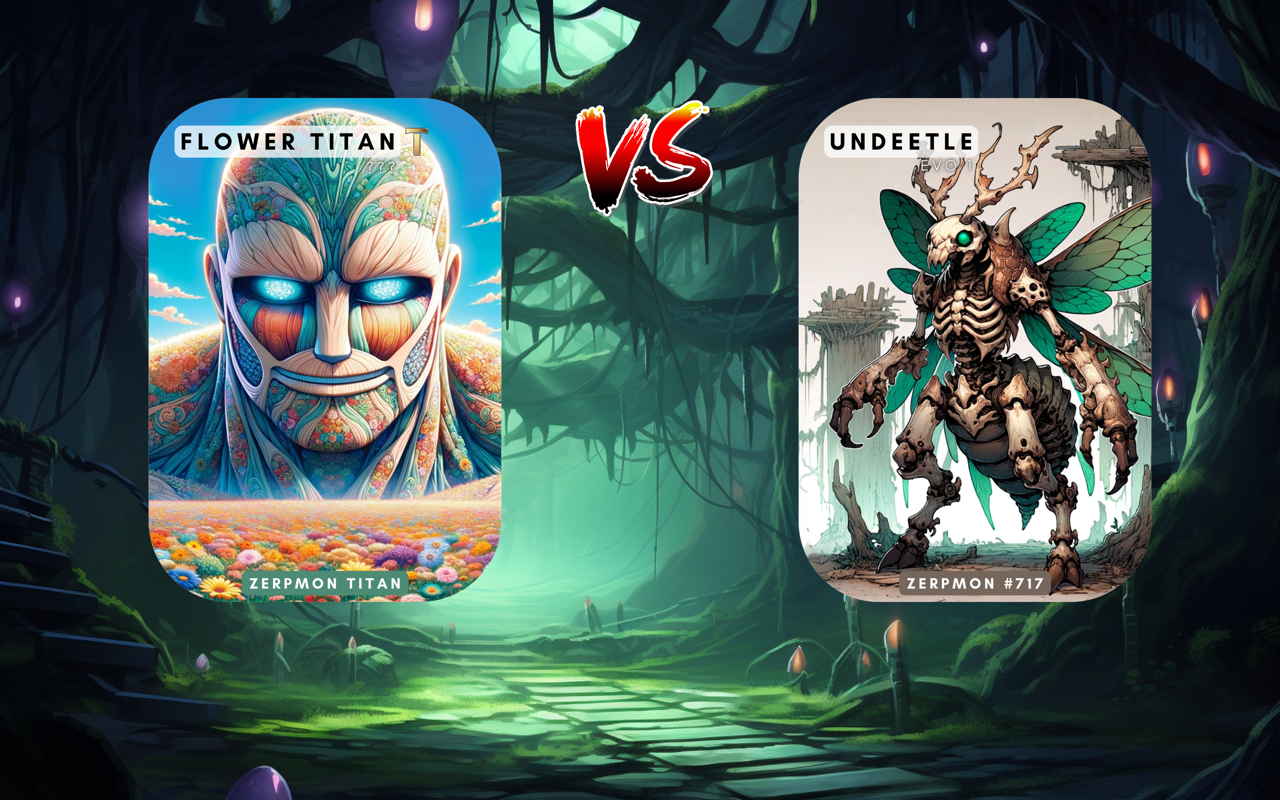 FLOWER TITAN T
???
ZERPMON TITAN
VS
UNDEETLE
EVO 1
ZERPMON #717